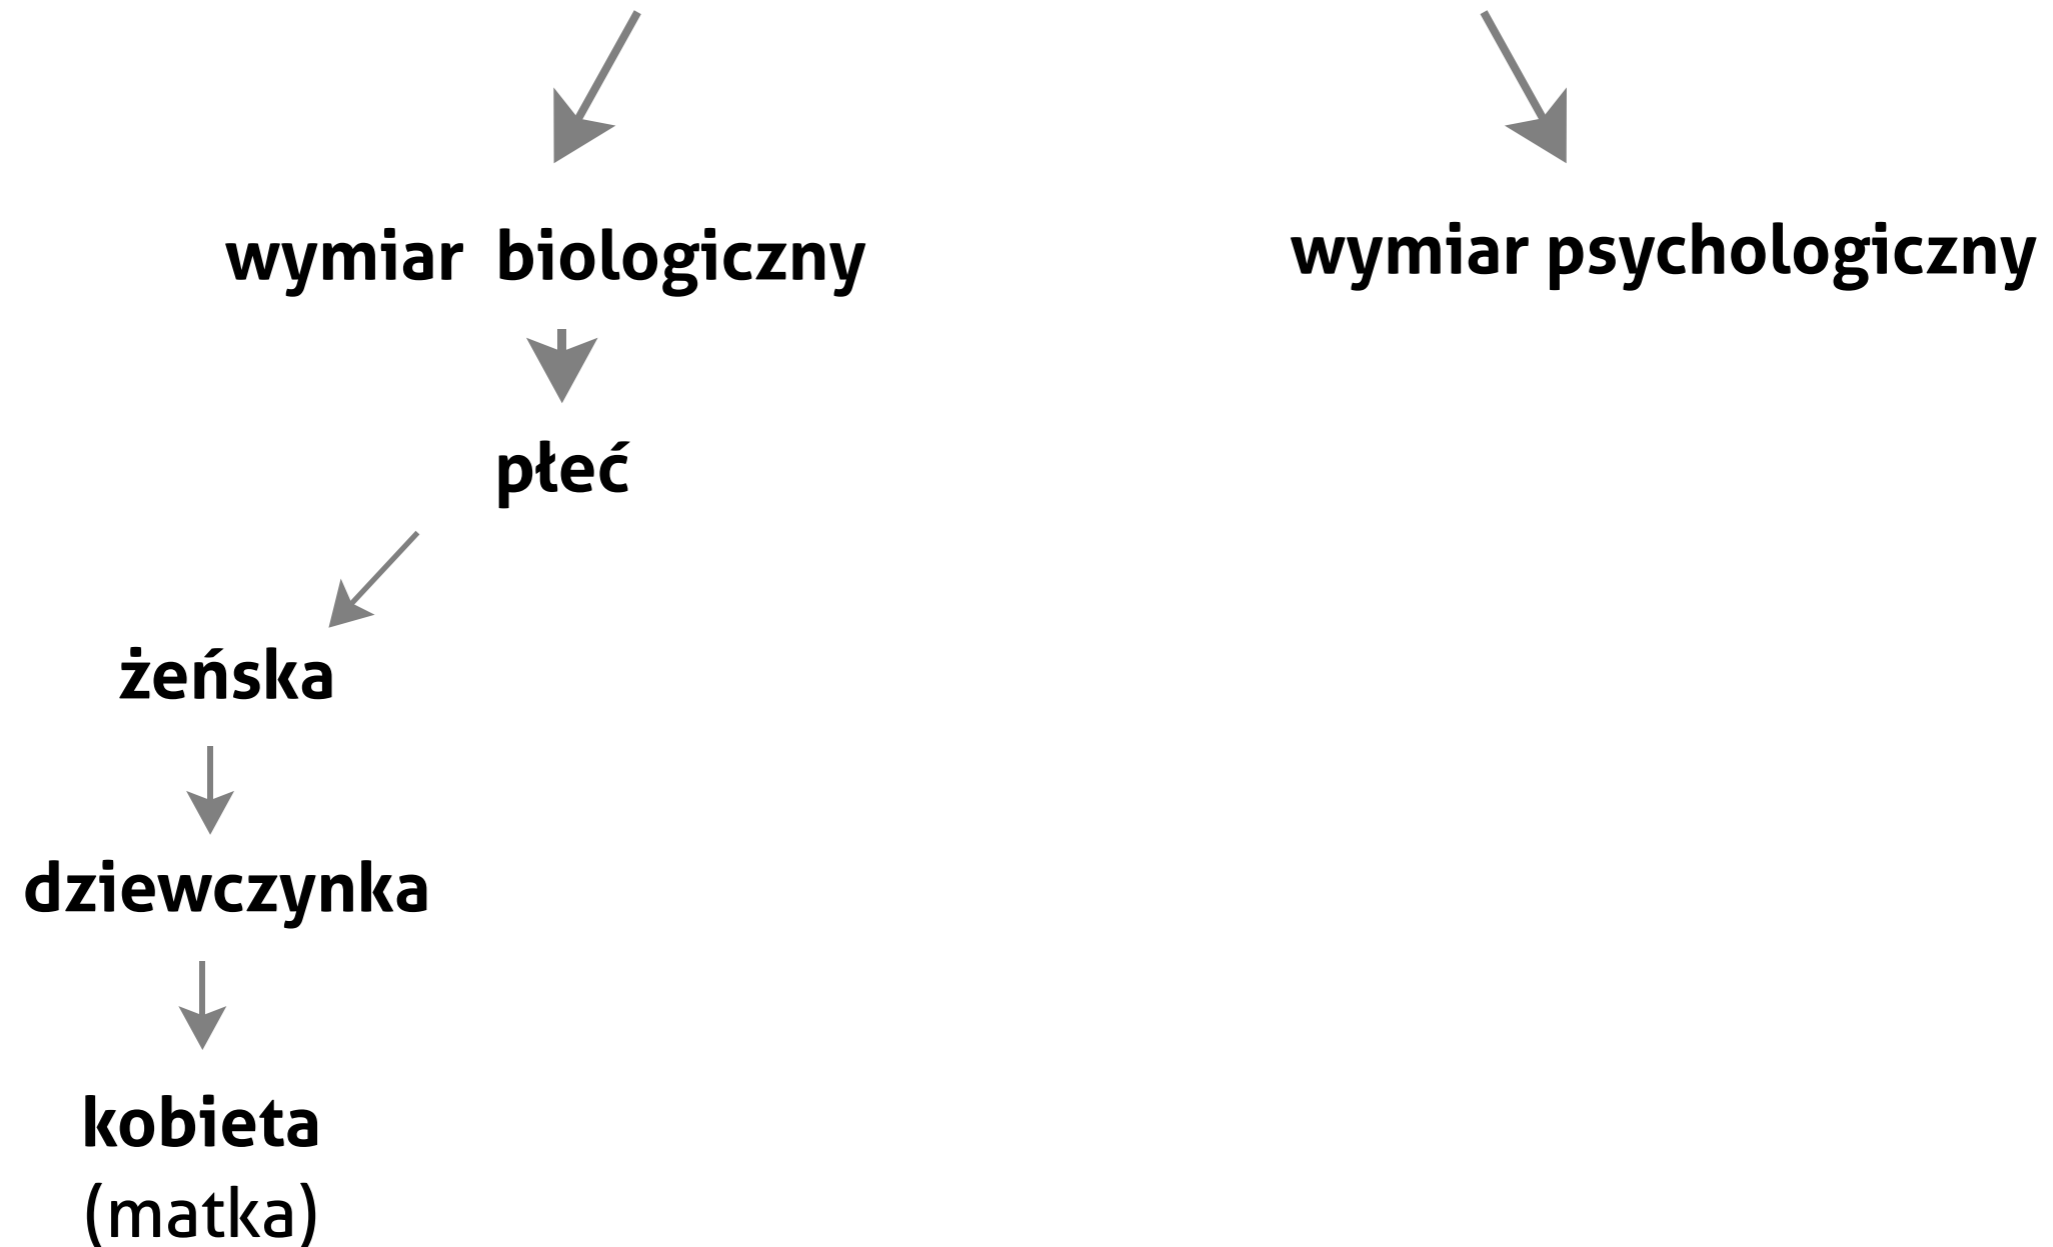 wymiar biologiczny
wymiar psychologiczny
płeć
żeńska
dziewczynka
kobieta
(matka)